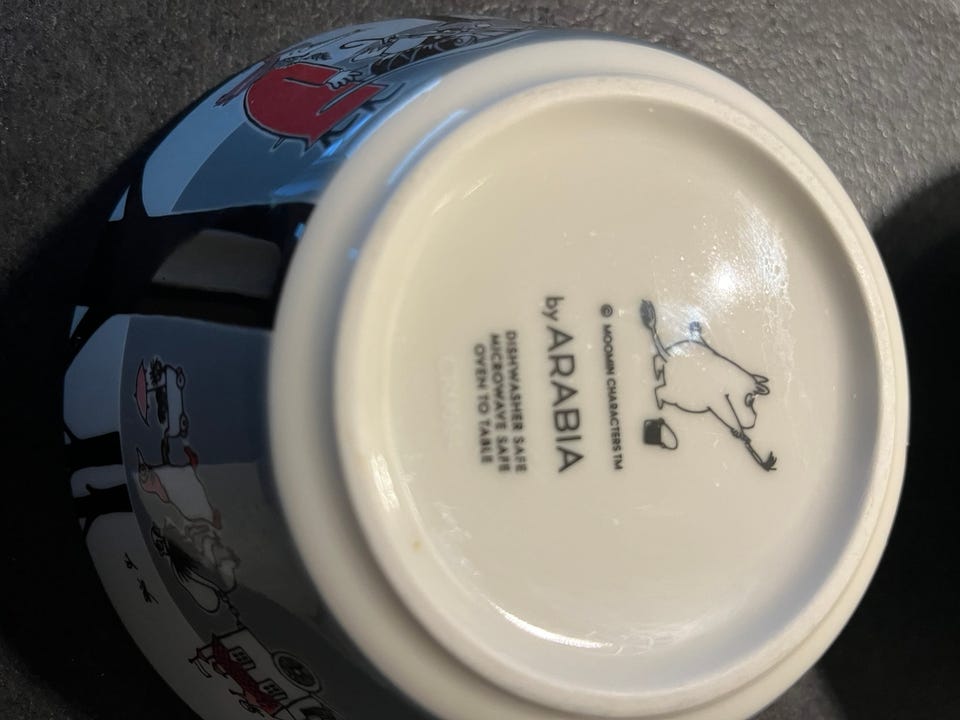 © MOOMIN CHARACTERS TM
by ARABIA
DISHWASHER SAFE
MICROWAVE SAFE
OVEN TO TABLE